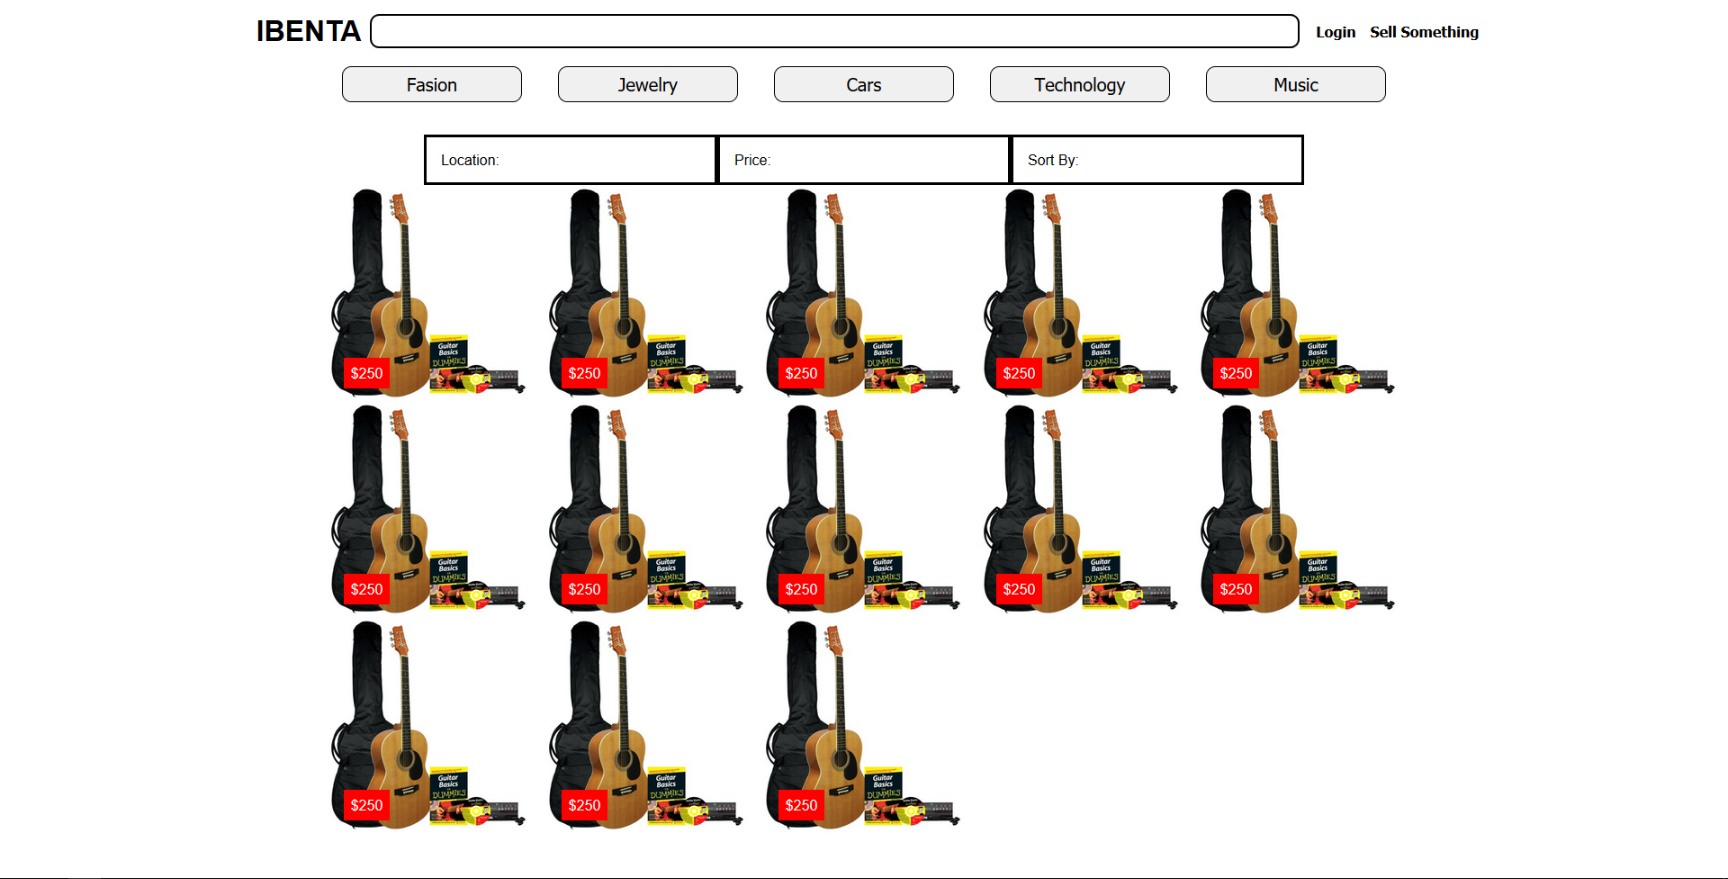 IBENTA
Login Sell Something
Fasion Jewelry Cars Technology Music
Location: Price: Sort By:
Guitar Guitar Guitar Guitar Guitar
Basics Basics Basics Basics Basics
DUMMIES DUMMIES DUMMIES DUMMIES DUMMIES
$250 $250 $250 $250 $250
Guitar Guitar Guitar Guitar Guitar
Basics Basics Basics Basics Basics
DUMMIES DUMMIES DUMMIES DUMMIES DUMMIES
$250 $250 $250 $250 $250
Guitar Guitar Guitar
Basics Basics Basics
DUMMIES DUMMIES DUMMIES
$250 $250 $250